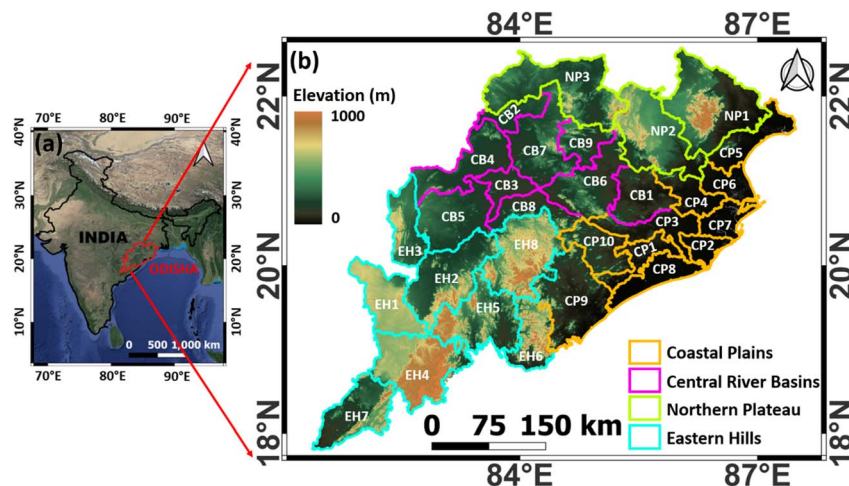 84°E 87°E
70°E 80°E 90°E
(a)
40°N 40°N
30°N 30°N
20°N 20°N
10°N 10°N
INDIA
ODISHA
0 500 1,000 km
70°E 80°E 90°E
(b)
Elevation (m)
1000
0
22°N 22°N
20°N 20°N
18°N 18°N
NP3
NP1
NP2
CB2
CB4
CB7
CB9
CP5
CB3
CB6
CB1
CP6
CP4
CB5
CB8
CP3
CP7
EH3
EH8
CP10
CP1
CP2
EH2
CP8
EH1
EH5
CP9
EH6
EH4
EH7
0 75 150 km
Coastal Plains
Central River Basins
Northern Plateau
Eastern Hills
84°E 87°E